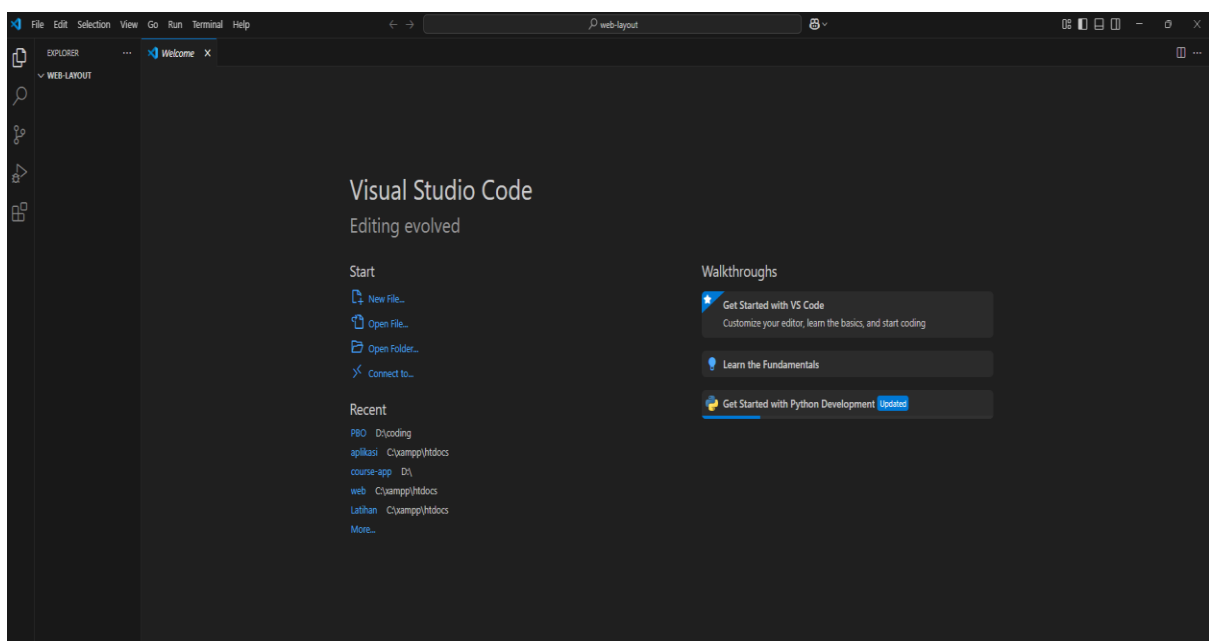 File Edit Selection View Go Run Terminal Help
web-layout
EXPLORER
Welcome
WEB-LAYOUT
Visual Studio Code
Editing evolved
Start
New File...
Open File...
Open Folder...
Connect to...
Recent
PBO D:\coding
aplikasi C:\xampp\htdocs
course-app D:\
web C:\xampp\htdocs
Latihan C:\xampp\htdocs
More...
Walkthroughs
Get Started with VS Code
Customize your editor, learn the basics, and start coding
Learn the Fundamentals
Get Started with Python Development Updated